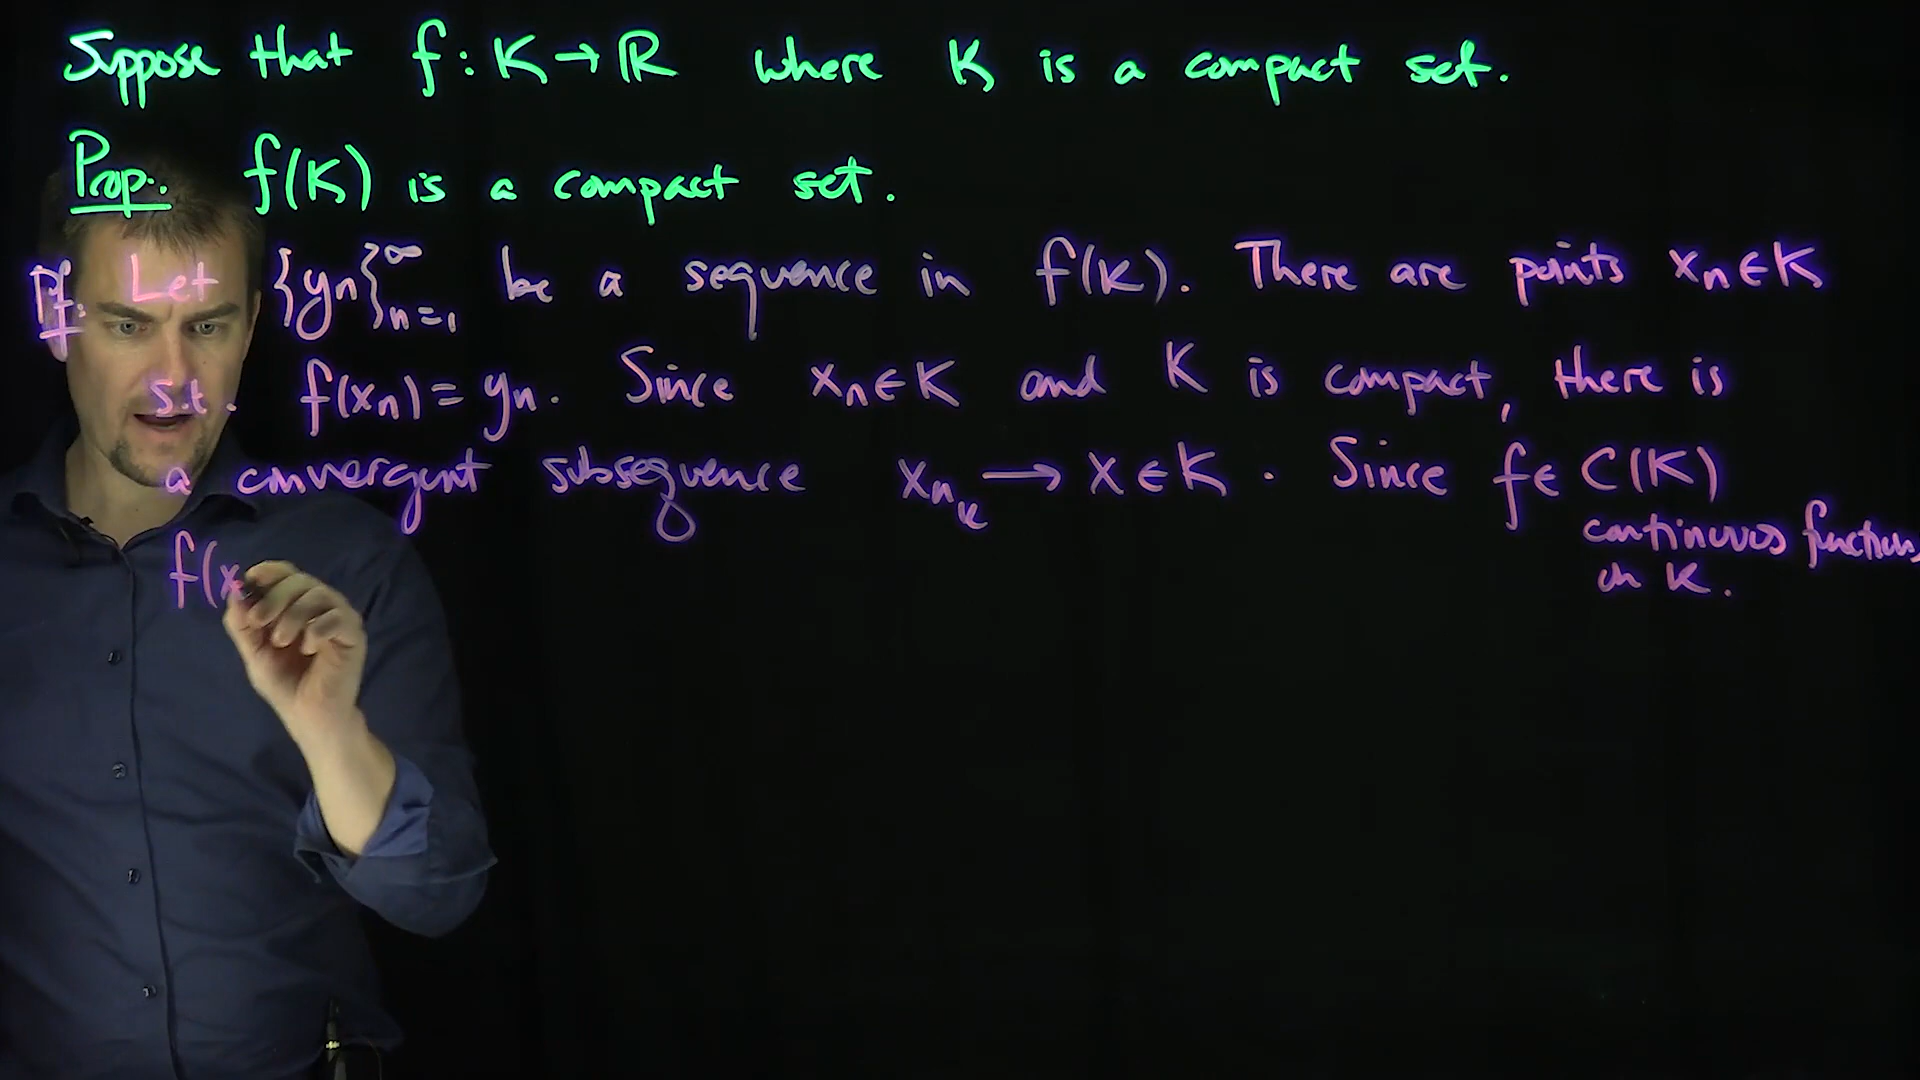 Suppose that f: K → ℝ where K is a compact set.
Prop.: f(K) is a compact set.
Pf: Let {yn}∞n=1 be a sequence in f(K). There are points xn ∈ K
s.t. f(xn) = yn. Since xn ∈ K and K is compact, there is
a convergent subsequence xnk → x ∈ K. Since f ∈ C(K)
continuous functions
on K.
f(x